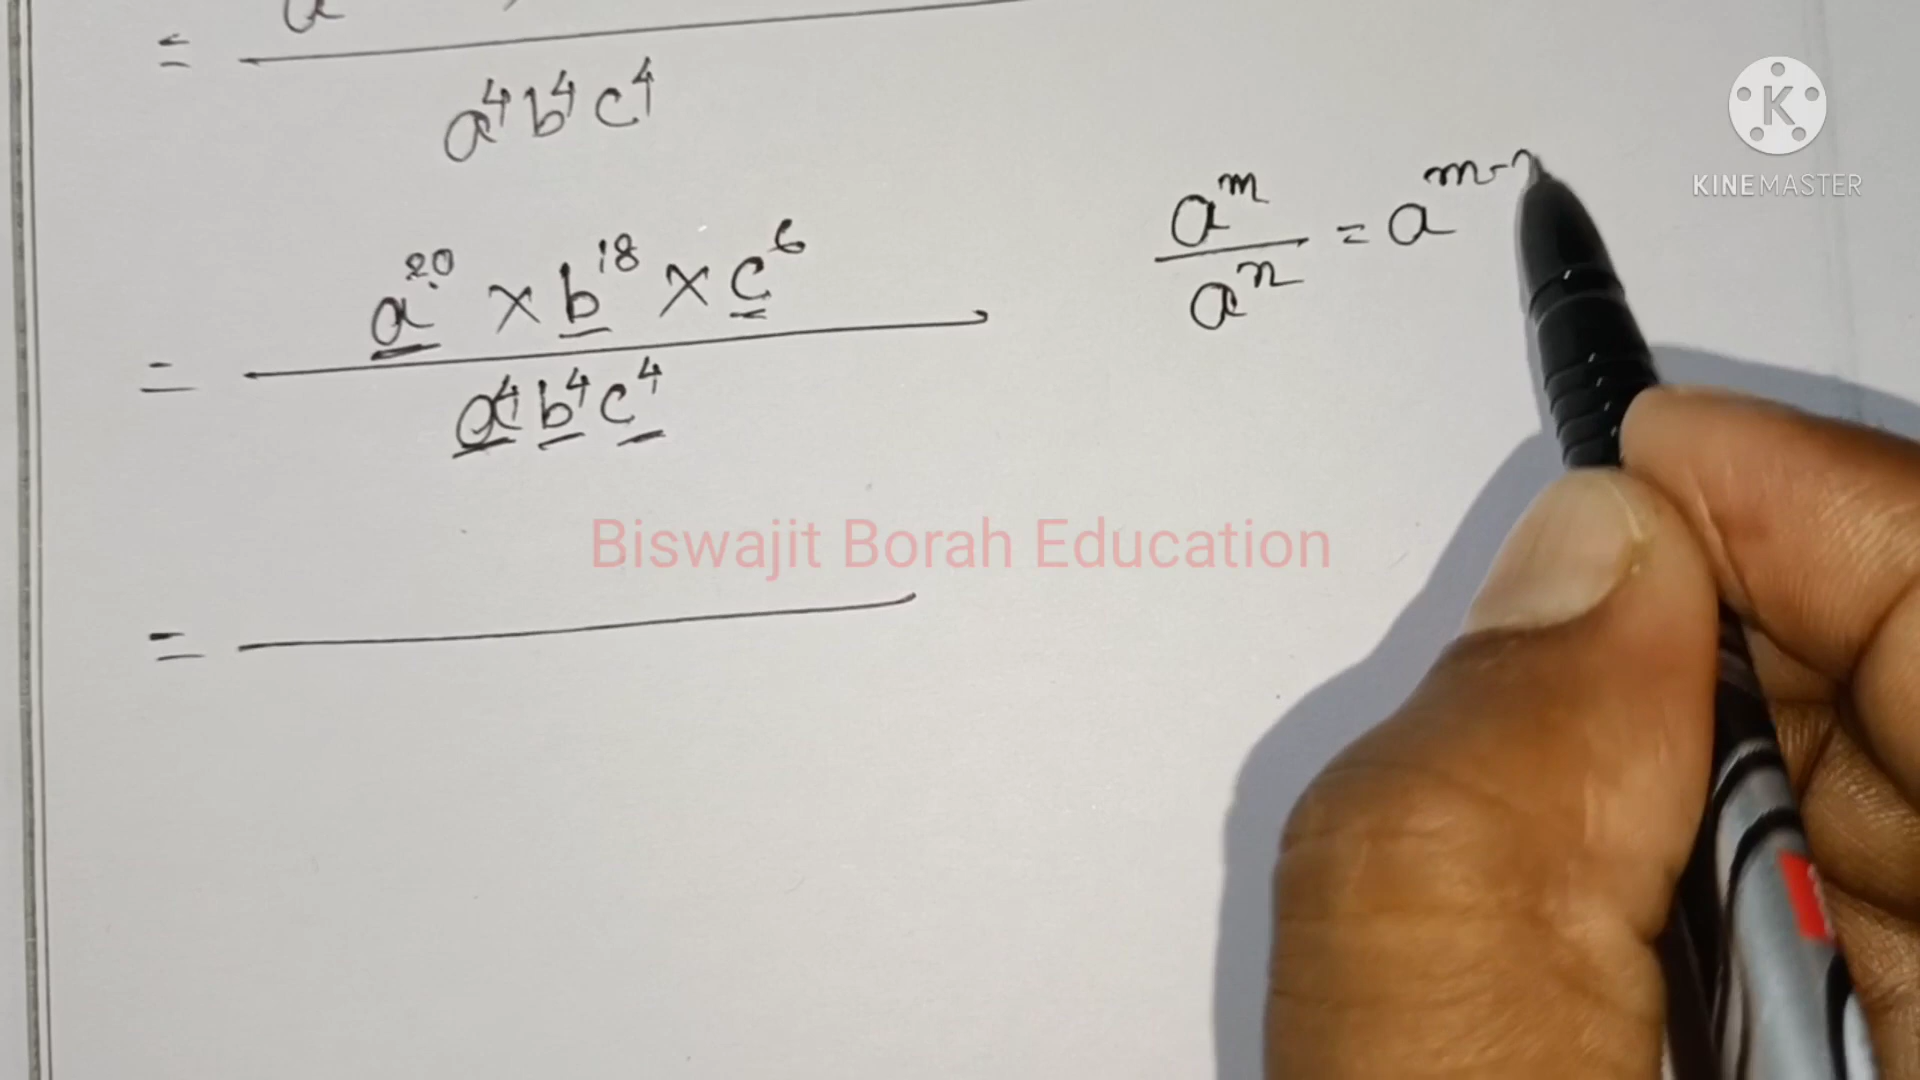 = a
a⁴b⁴c⁴
a²⁰ × b¹⁸ × c⁶
=
a⁴b⁴c⁴
=
aᵐ
aⁿ
= aᵐ⁻
K
KINEMASTER
Biswajit Borah Education